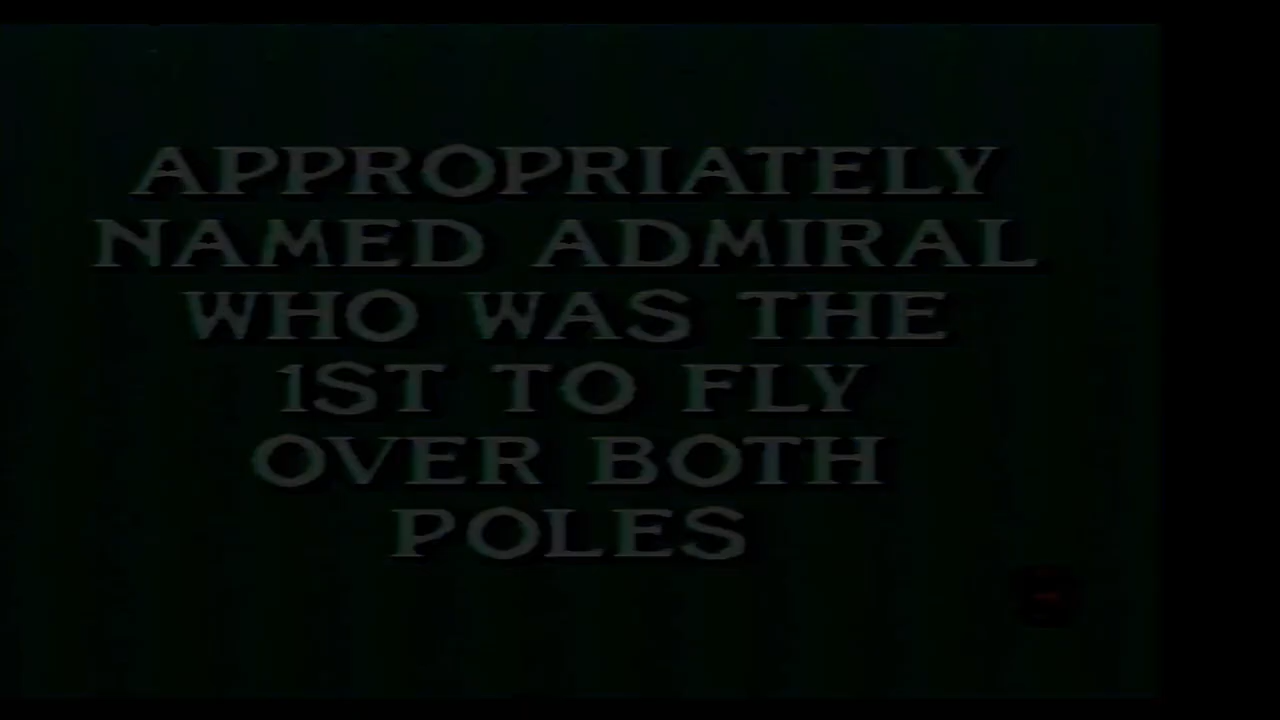 APPROPRIATELY
NAMED ADMIRAL
WHO WAS THE
1ST TO FLY
OVER BOTH
POLES